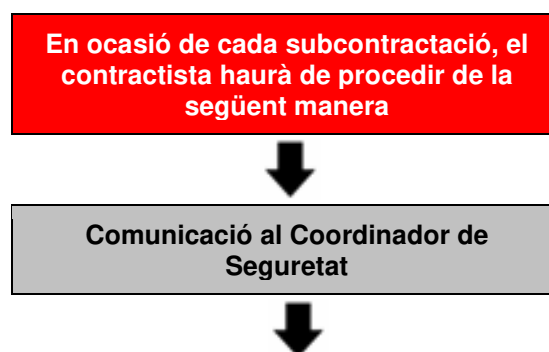 En ocasió de cada subcontractació, el
contractista haurà de procedir de la
següent manera
Comunicació al Coordinador de
Seguretat